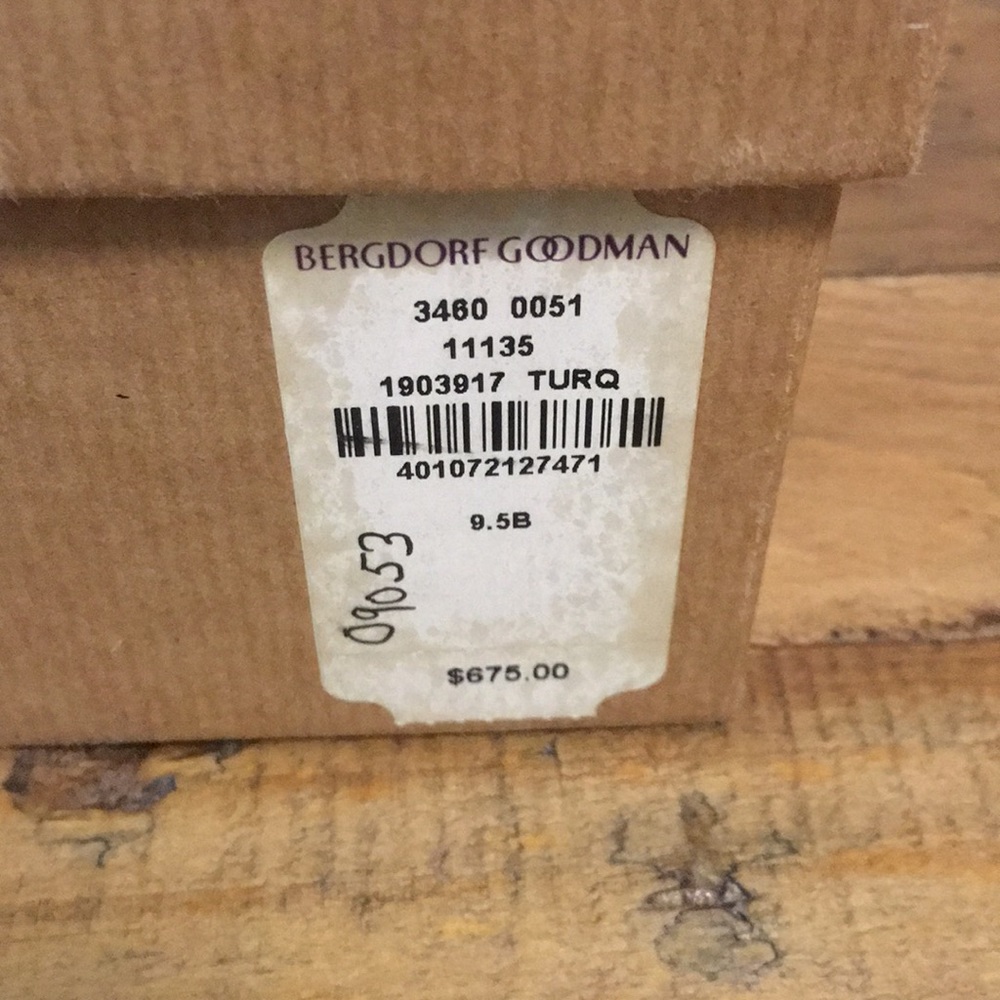 BERGDORF GOODMAN
3460 0051
11135
1903917 TURQ
401072127471
9.5B
09053
$675.00